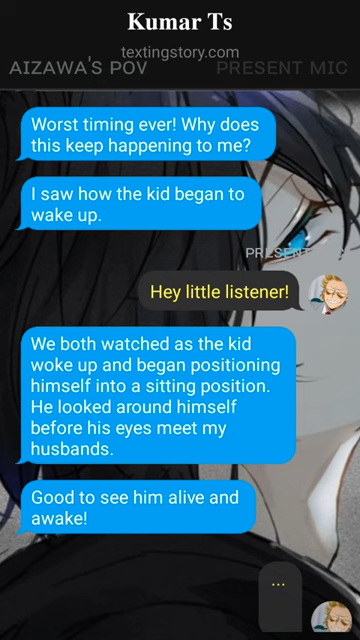 Kumar Ts
textingstory.com
AIZAWA'S POV PRESENT MIC
Worst timing ever! Why does
this keep happening to me?
I saw how the kid began to
wake up.
Hey little listener!
We both watched as the kid
woke up and began positioning
himself into a sitting position.
He looked around himself
before his eyes meet my
husbands.
Good to see him alive and
awake!
...